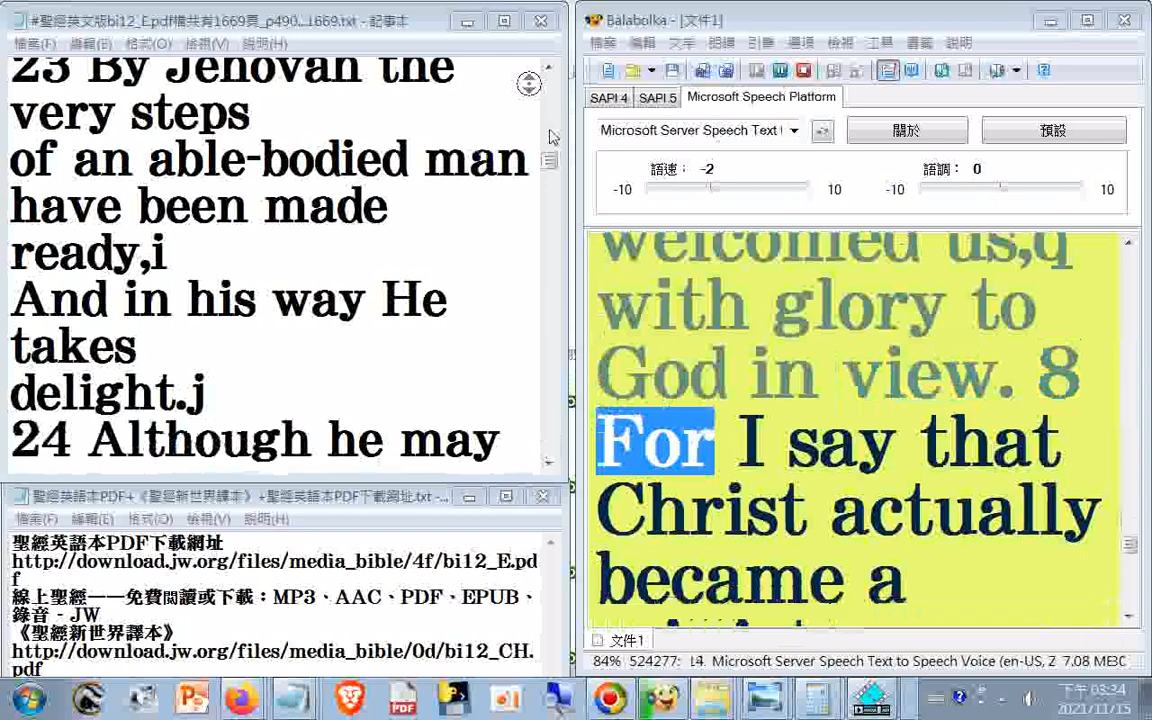 #聖經英文版bi12_E.pdf檔共有1669頁_p490...1669.txt - 記事本
檔案(F) 編輯(E) 格式(O) 檢視(V) 說明(H)
23 By Jehovah the
very steps
of an able-bodied man
have been made
ready,i
And in his way He
takes
delight.j
24 Although he may
聖經英語本PDF+《聖經新世界譯本》+聖經英語本PDF下載網址.txt - ...
檔案(F) 編輯(E) 格式(O) 檢視(V) 說明(H)
聖經英語本PDF下載網址
http://download.jw.org/files/media_bible/4f/bi12_E.pd
f
線上聖經──免費閱讀或下載：MP3、AAC、PDF、EPUB、
錄音 - JW
《聖經新世界譯本》
http://download.jw.org/files/media_bible/0d/bi12_CH.
pdf
Balabolka - [文件1]
檔案 編輯 文字 朗讀 引擎 選項 檢視 工具 書籤 說明
SAPI 4 SAPI 5 Microsoft Speech Platform
Microsoft Server Speech Text 關於 預設
語速： -2 語調： 0
-10 10 -10 10
welcomed us,q
with glory to
God in view. 8
For I say that
Christ actually
became a
文件1
84% 524277: 14. Microsoft Server Speech Text to Speech Voice (en-US, Z 7.08 MB
下午 03:24
2021/11/15